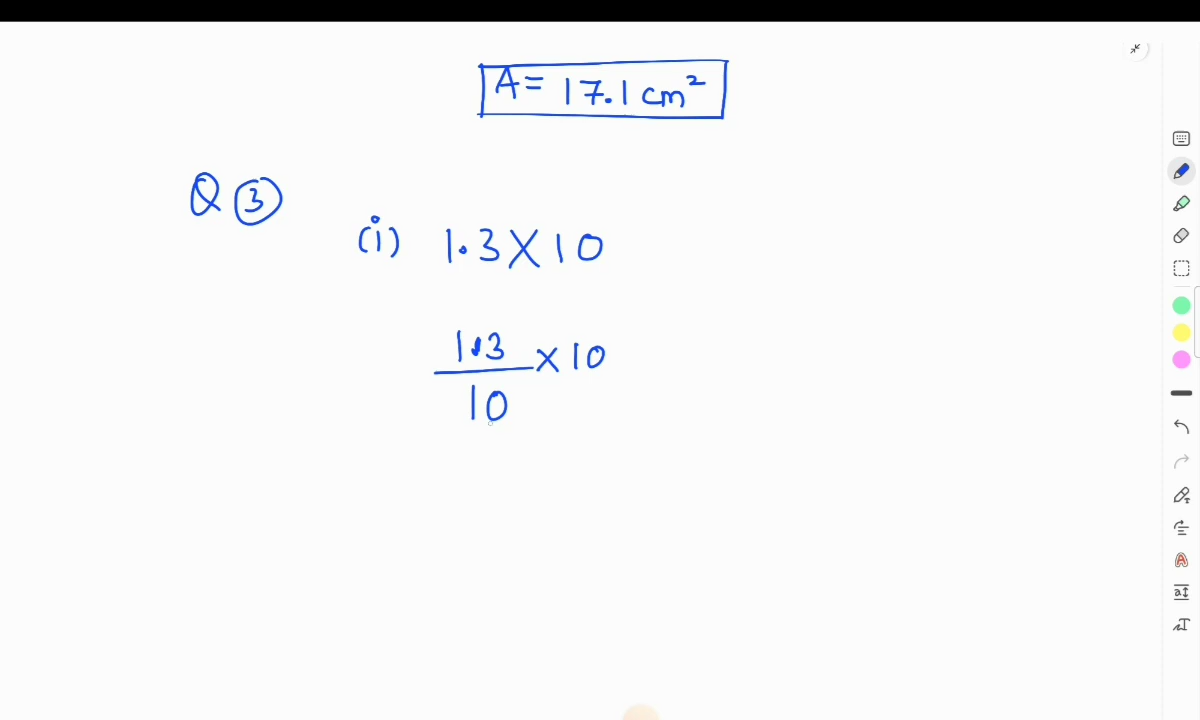 A = 17.1 cm²
Q ③
(i) 1.3 × 10
1.3/10 × 10